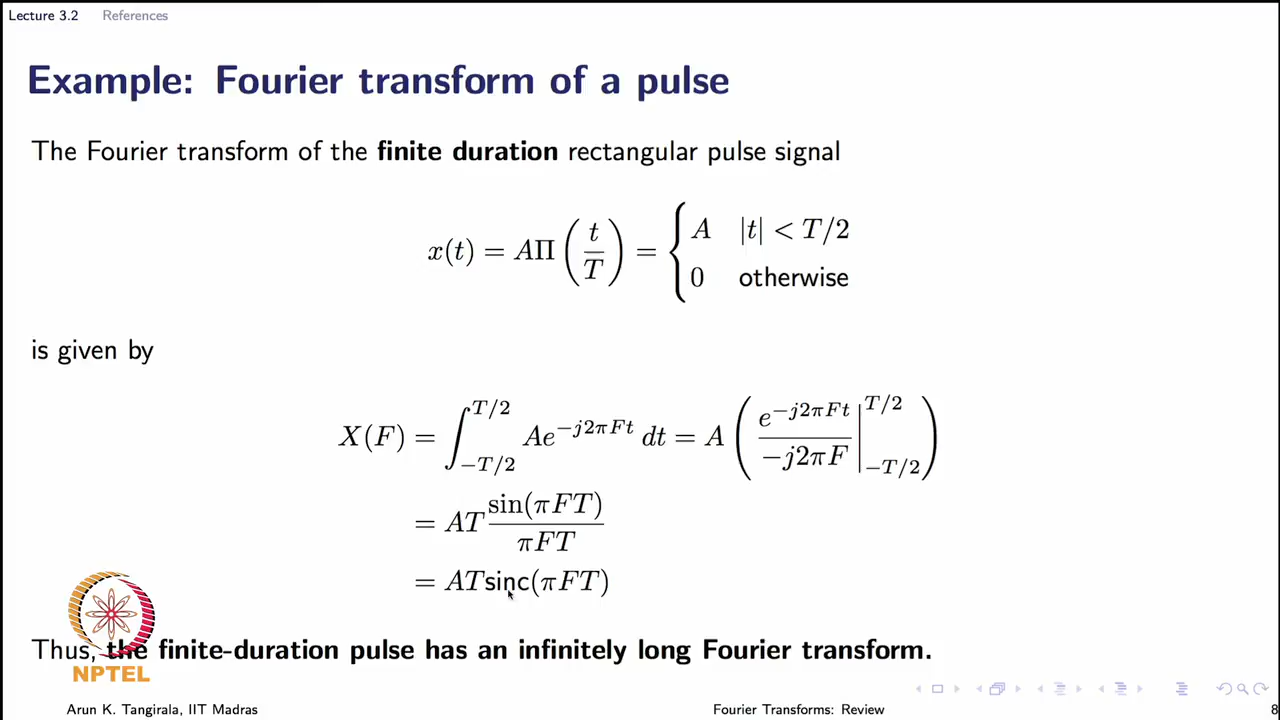 Lecture 3.2 References
Example: Fourier transform of a pulse
The Fourier transform of the finite duration rectangular pulse signal
x(t) = AΠ(t/T) = { A |t| < T/2
0 otherwise
is given by
X(F) = ∫_{-T/2}^{T/2} Ae^{-j2πFt} dt = A ( e^{-j2πFt} / -j2πF |_{-T/2}^{T/2} )
= AT sin(πFT) / πFT
= ATsinc(πFT)
Thus, the finite-duration pulse has an infinitely long Fourier transform.
NPTEL
Arun K. Tangirala, IIT Madras Fourier Transforms: Review 8